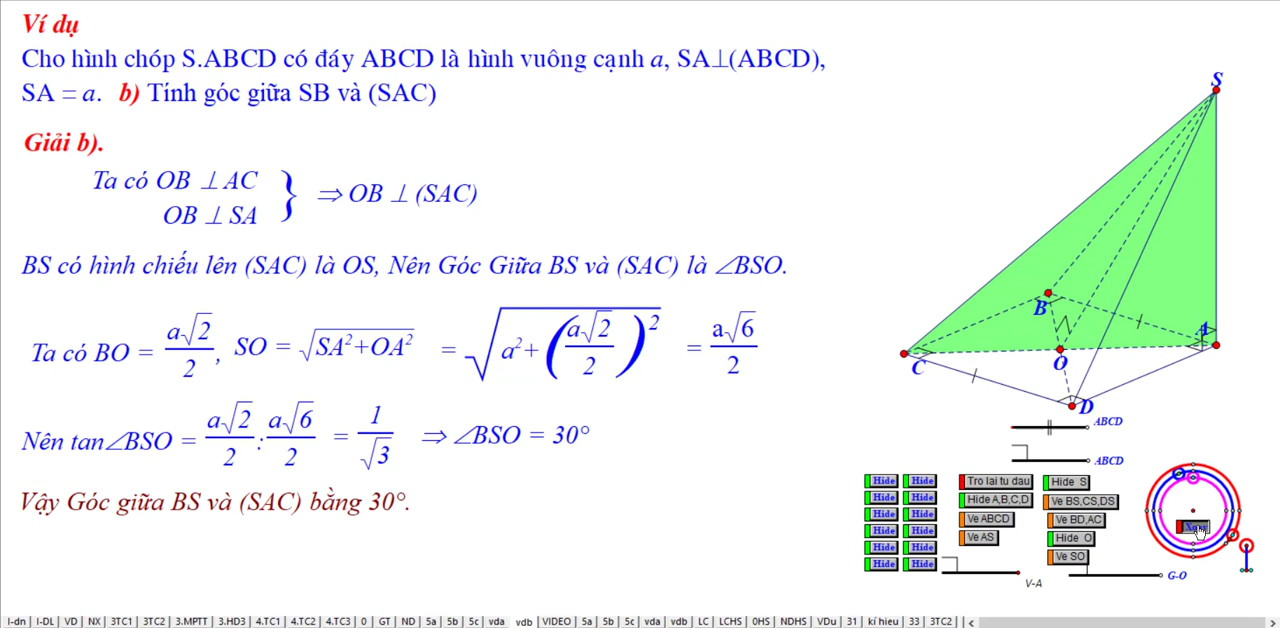 Ví dụ
Cho hình chóp S.ABCD có đáy ABCD là hình vuông cạnh a, SA⊥(ABCD),
SA = a. b) Tính góc giữa SB và (SAC)
Giải b).
Ta có OB ⊥ AC
OB ⊥ SA
} ⇒ OB ⊥ (SAC)
BS có hình chiếu lên (SAC) là OS, Nên Góc Giữa BS và (SAC) là ∠BSO.
Ta có BO = a√2/2, SO = √(SA²+OA²) = √(a²+(a√2/2)²) = a√6/2
Nên tan∠BSO = a√2/2 : a√6/2 = 1/√3 ⇒ ∠BSO = 30°
Vậy Góc giữa BS và (SAC) bằng 30°.
S
B
A
C
O
D
ABCD
ABCD
Hide Hide
Hide Hide
Hide Hide
Hide Hide
Hide Hide
Hide Hide
Tro lai tu dau
Hide A,B,C,D
Ve ABCD
Ve AS
Hide S
Ve BS,CS,DS
Ve BD,AC
Hide O
Ve SO
V-A
G-O
I-dn | I-DL | VD | NX | 3TC1 | 3TC2 | 3.MPTT | 3.HD3 | 4.TC1 | 4.TC2 | 4.TC3 | 0 | GT | ND | 5a | 5b | 5c | vda | vdb | VIDEO | 5a | 5b | 5c | vda | vdb | LC | LCHS | 0HS | NDHS | VDu | 31 | kí hieu | 33 | 3TC2 |